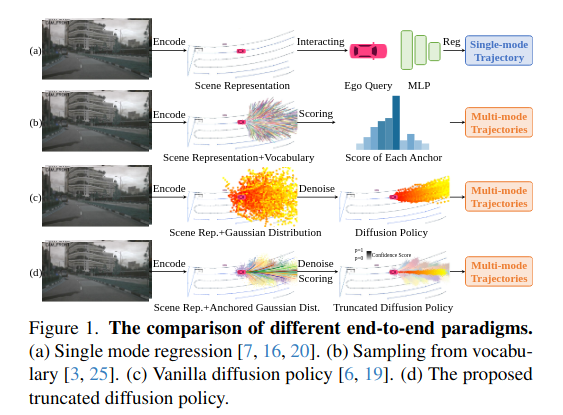 (a) Encode Interacting Reg Single-mode
Trajectory
Scene Representation Ego Query MLP
(b) Encode Scoring Multi-mode
Trajectories
Scene Representation+Vocabulary Score of Each Anchor
(c) Encode Denoise Multi-mode
Trajectories
Scene Rep.+Gaussian Distribution Diffusion Policy
(d) Encode Denoise Scoring p=1 p=0 Confidence Score Multi-mode
Trajectories
Scene Rep.+Anchored Gaussian Dist. Truncated Diffusion Policy
Figure 1. The comparison of different end-to-end paradigms.
(a) Single mode regression [7, 16, 20]. (b) Sampling from vocabu-
lary [3, 25]. (c) Vanilla diffusion policy [6, 19]. (d) The proposed
truncated diffusion policy.